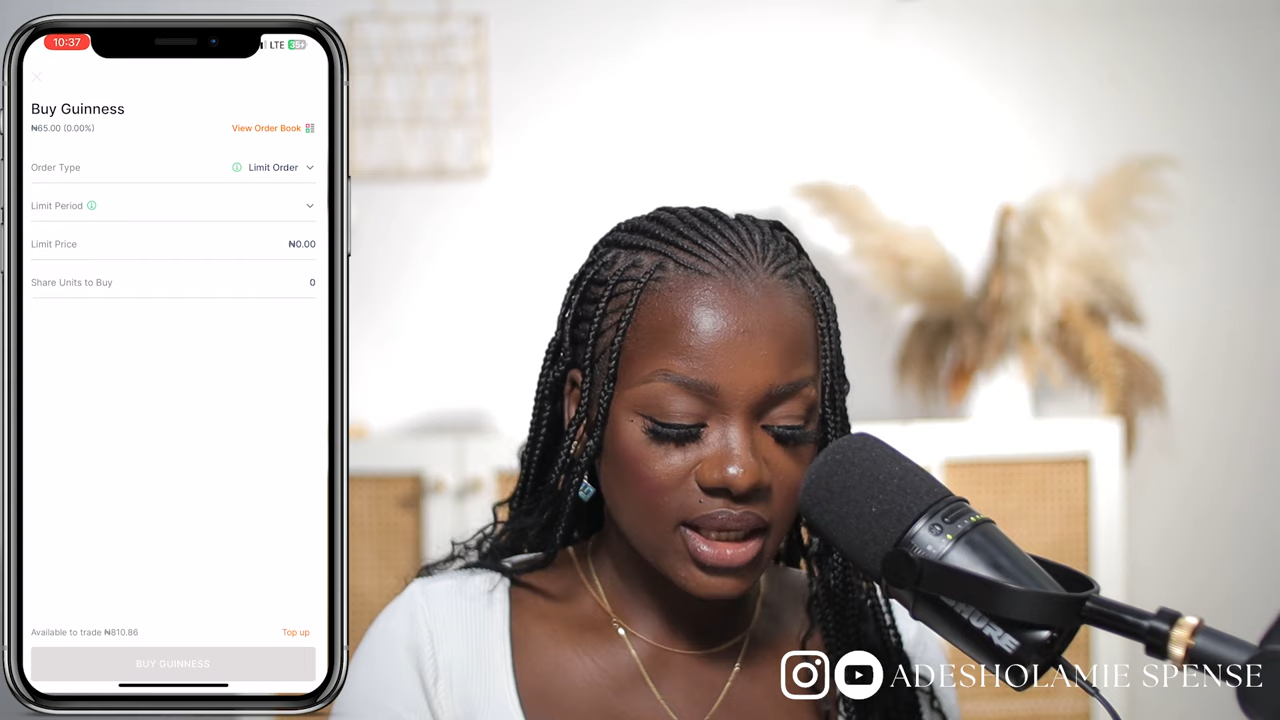 10:37
LTE 35
Buy Guinness
₦65.00 (0.00%)
View Order Book
Order Type
Limit Order
Limit Period
Limit Price
₦0.00
Share Units to Buy
0
Available to trade ₦810.86
Top up
BUY GUINNESS
SHURE
ADESHOLAMIE SPENSE